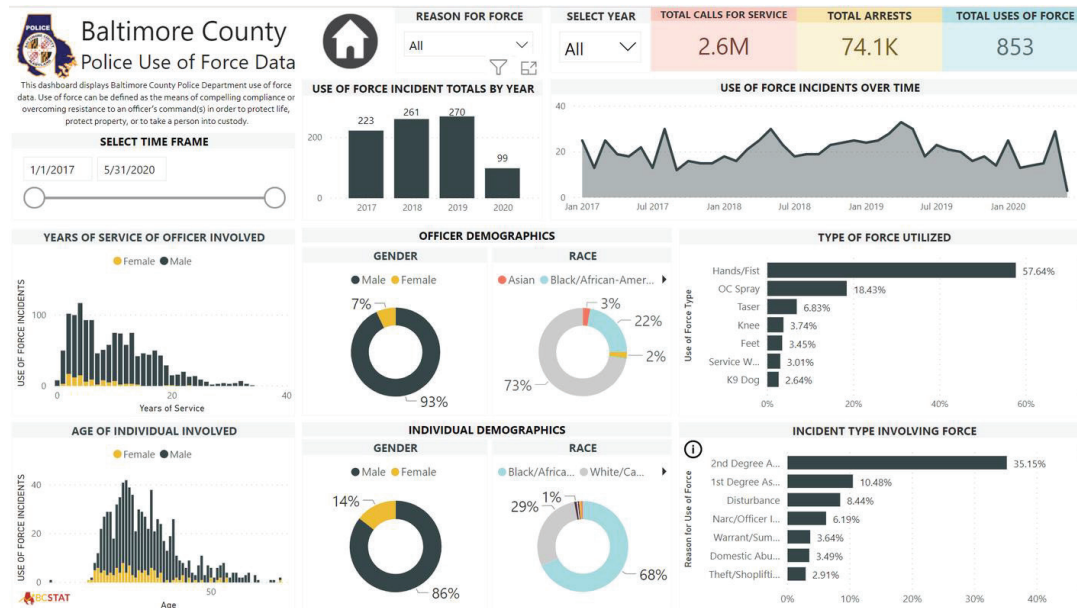 POLICE
Baltimore County
Police Use of Force Data
This dashboard displays Baltimore County Police Department use of force
data. Use of force can be defined as the means of compelling compliance or
overcoming resistance to an officer's command(s) in order to protect life,
protect property, or to take a person into custody.
SELECT TIME FRAME
1/1/2017 5/31/2020
REASON FOR FORCE
All
SELECT YEAR
All
TOTAL CALLS FOR SERVICE
2.6M
TOTAL ARRESTS
74.1K
TOTAL USES OF FORCE
853
USE OF FORCE INCIDENT TOTALS BY YEAR
200
0
223
261
270
99
2017 2018 2019 2020
USE OF FORCE INCIDENTS OVER TIME
40
20
0
Jan 2017 Jul 2017 Jan 2018 Jul 2018 Jan 2019 Jul 2019 Jan 2020
YEARS OF SERVICE OF OFFICER INVOLVED
Female Male
USE OF FORCE INCIDENTS
100
0
0 20 40
Years of Service
OFFICER DEMOGRAPHICS
GENDER
Male Female
7%
93%
RACE
Asian Black/African-Amer...
3%
22%
2%
73%
TYPE OF FORCE UTILIZED
Use of Force Type
Hands/Fist 57.64%
OC Spray 18.43%
Taser 6.83%
Knee 3.74%
Feet 3.45%
Service W... 3.01%
K9 Dog 2.64%
0% 20% 40% 60%
AGE OF INDIVIDUAL INVOLVED
Female Male
USE OF FORCE INCIDENTS
40
20
0
50
Age
BCSTAT
INDIVIDUAL DEMOGRAPHICS
GENDER
Male Female
14%
86%
RACE
Black/Africa... White/Ca...
1%
29%
68%
INCIDENT TYPE INVOLVING FORCE
Reason for Use of Force
2nd Degree A... 35.15%
1st Degree As... 10.48%
Disturbance 8.44%
Narc/Officer I... 6.19%
Warrant/Sum... 3.64%
Domestic Abu... 3.49%
Theft/Shoplifti... 2.91%
0% 10% 20% 30% 40%